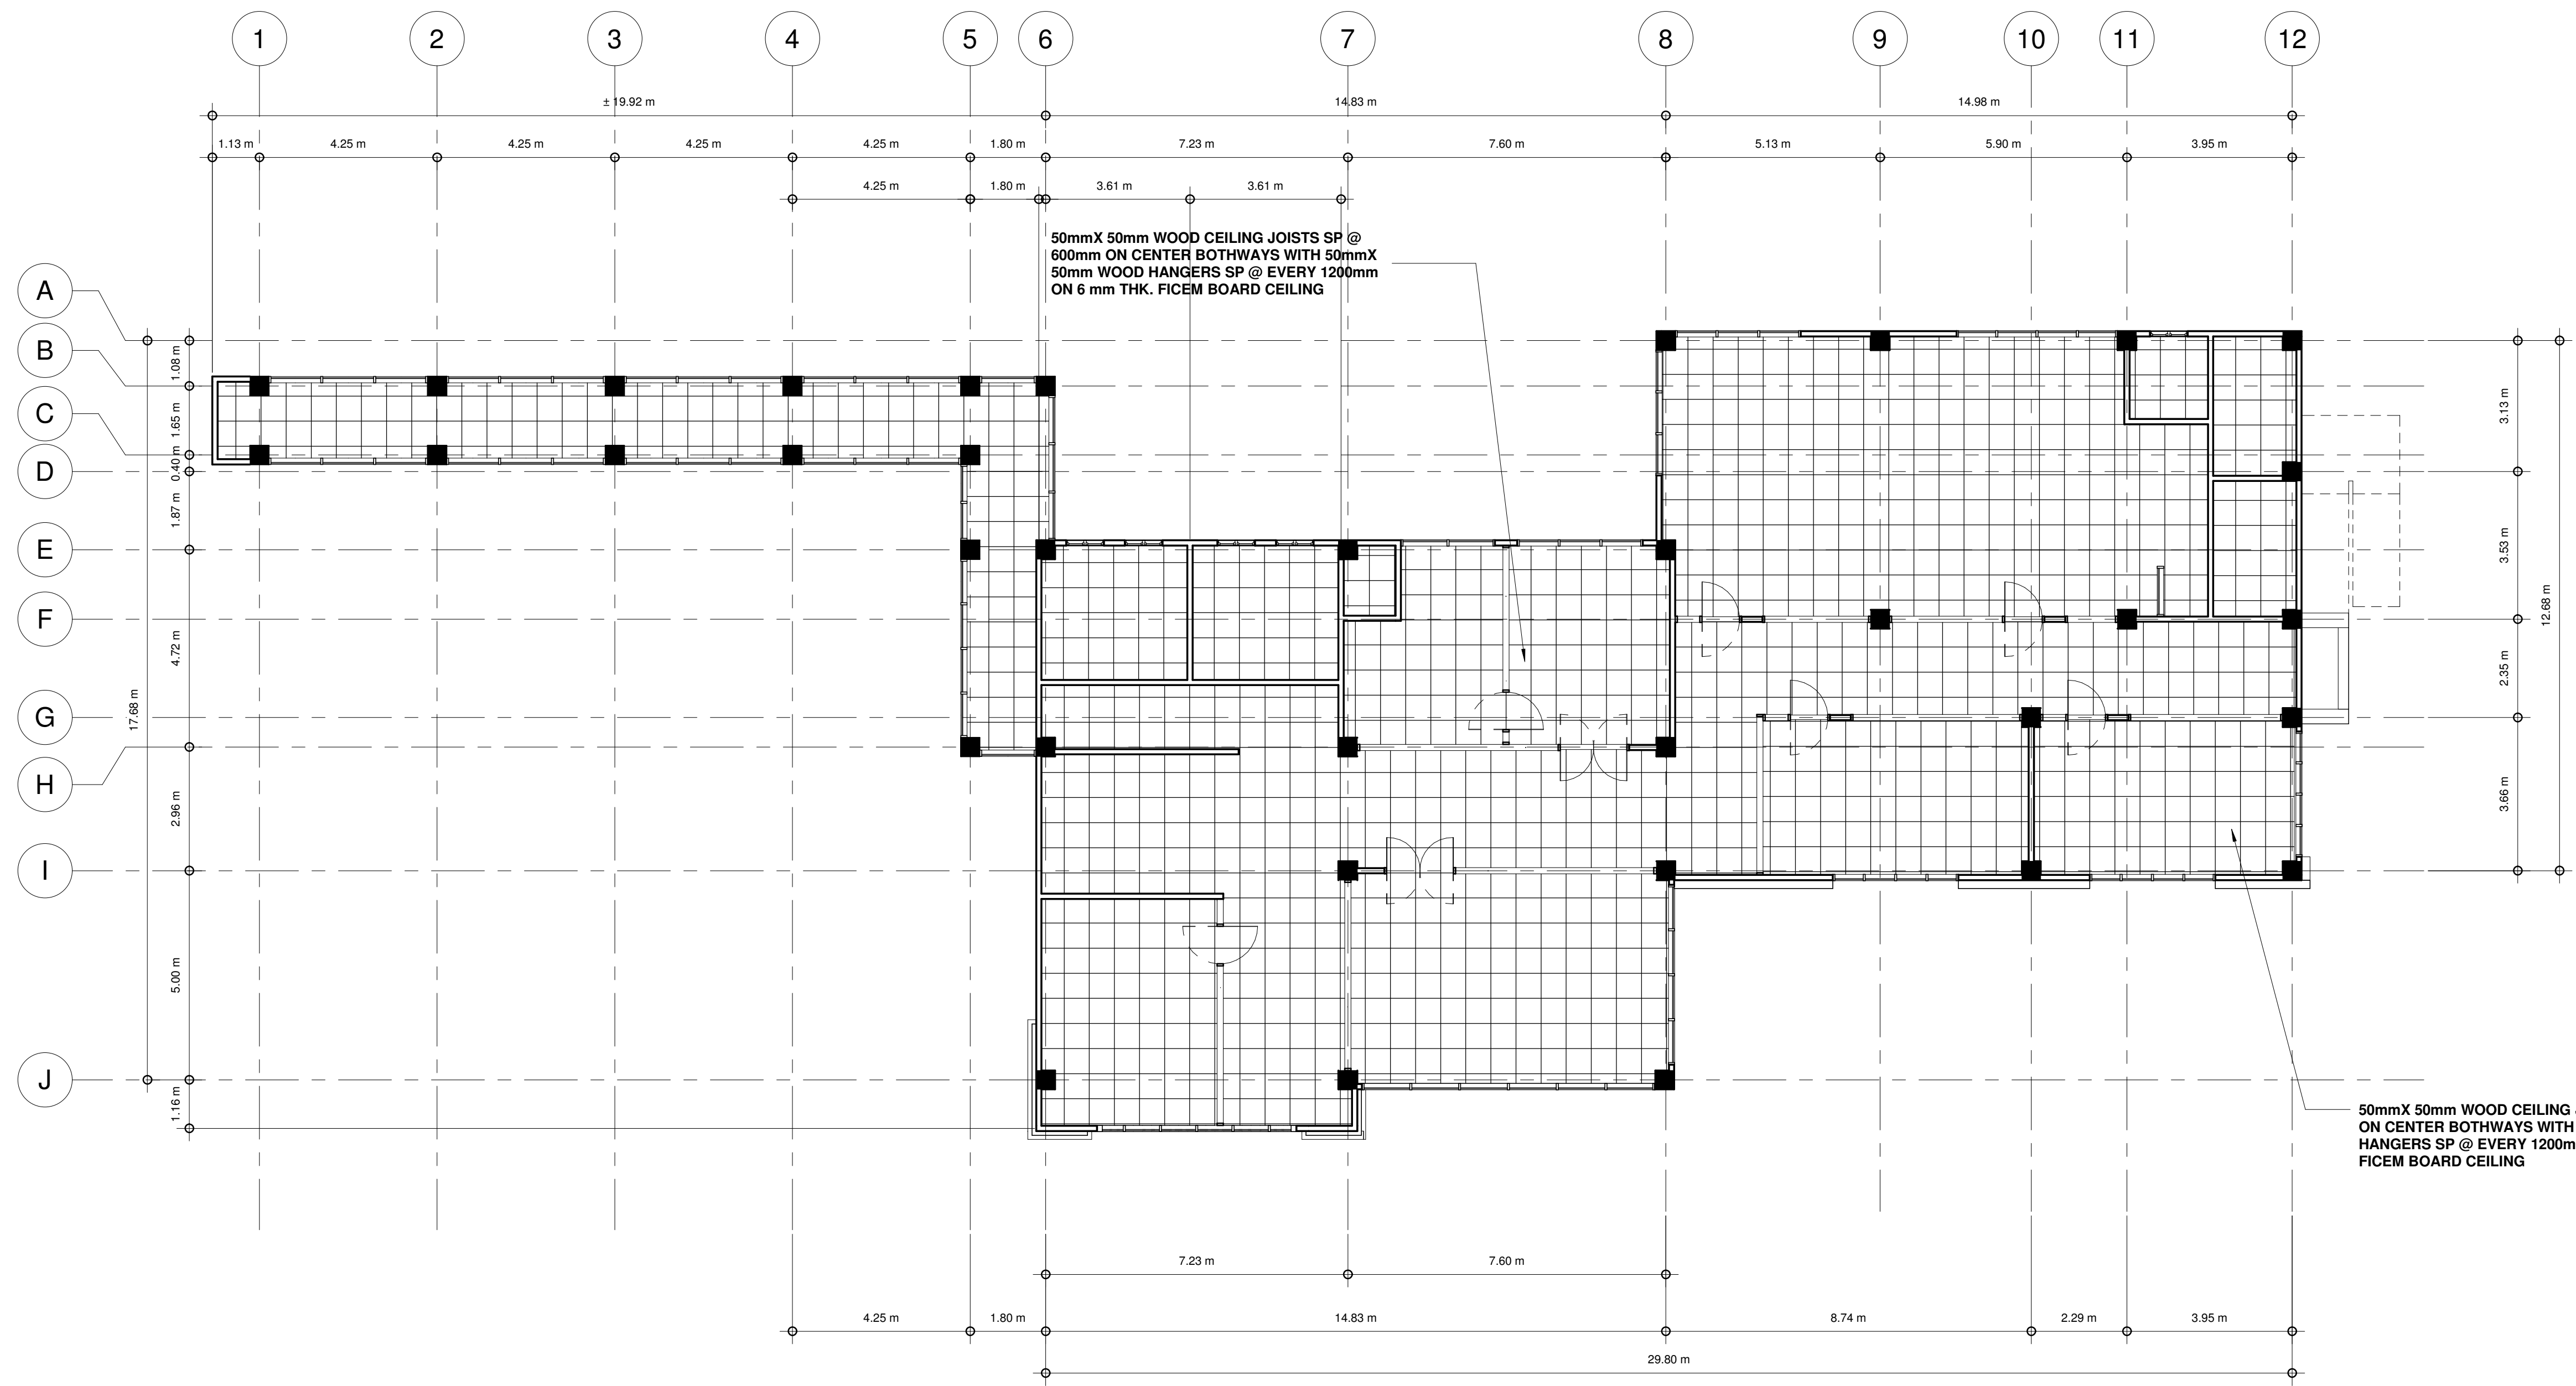 1 2 3 4 5 6 7 8 9 10 11 12
± 19.92 m 14.83 m 14.98 m
1.13 m 4.25 m 4.25 m 4.25 m 4.25 m 1.80 m 7.23 m 7.60 m 5.13 m 5.90 m 3.95 m
4.25 m 1.80 m 3.61 m 3.61 m
50mmX 50mm WOOD CEILING JOISTS SP @
600mm ON CENTER BOTHWAYS WITH 50mmX
50mm WOOD HANGERS SP @ EVERY 1200mm
ON 6 mm THK. FICEM BOARD CEILING
A
B
C
D
E
F
G
H
I
J
1.08 m
1.65 m
0.40 m
1.87 m
4.72 m
2.96 m
5.00 m
1.16 m
17.68 m
3.13 m
3.53 m
2.35 m
3.66 m
12.68 m
50mmX 50mm WOOD CEILING
ON CENTER BOTHWAYS WITH
HANGERS SP @ EVERY 1200m
FICEM BOARD CEILING
7.23 m 7.60 m
4.25 m 1.80 m 14.83 m 8.74 m 2.29 m 3.95 m
29.80 m